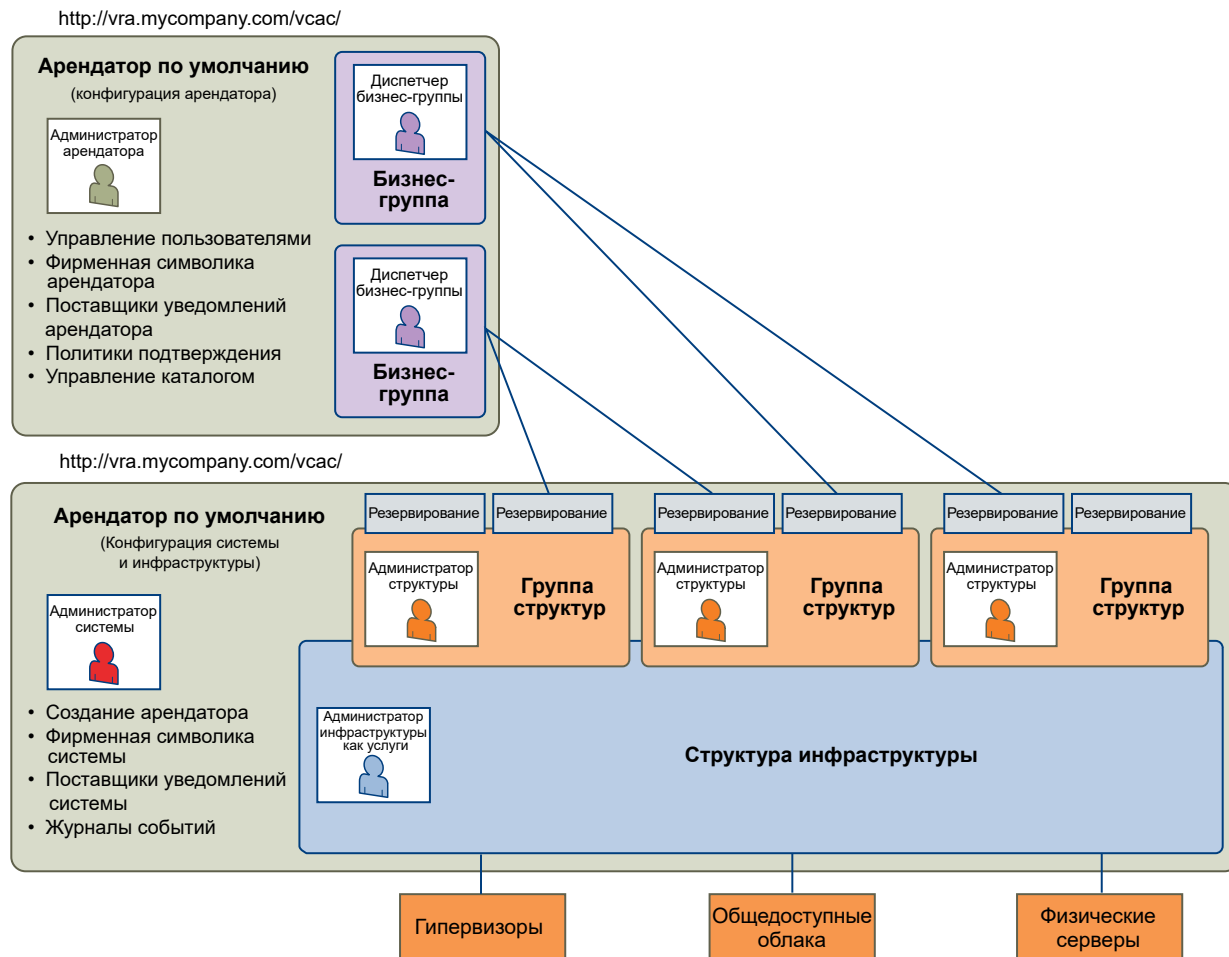 http://vra.mycompany.com/vcac/
Арендатор по умолчанию
(конфигурация арендатора)
Администратор
арендатора
• Управление пользователями
• Фирменная символика
арендатора
• Поставщики уведомлений
арендатора
• Политики подтверждения
• Управление каталогом
Диспетчер
бизнес-группы
Бизнес-
группа
Диспетчер
бизнес-группы
Бизнес-
группа
http://vra.mycompany.com/vcac/
Арендатор по умолчанию
(Конфигурация системы
и инфраструктуры)
Администратор
системы
• Создание арендатора
• Фирменная символика
системы
• Поставщики уведомлений
системы
• Журналы событий
Резервирование
Резервирование
Администратор
структуры
Группа
структур
Резервирование
Резервирование
Администратор
структуры
Группа
структур
Резервирование
Резервирование
Администратор
структуры
Группа
структур
Администратор
инфраструктуры
как услуги
Структура инфраструктуры
Гипервизоры
Общедоступные
облака
Физические
серверы